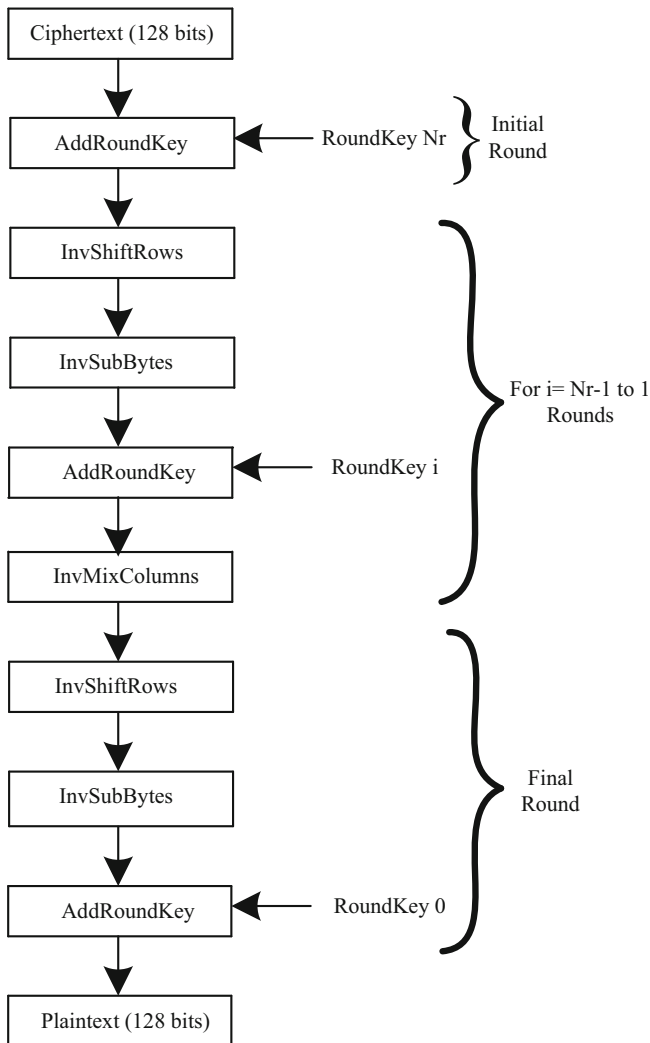 Ciphertext (128 bits)
AddRoundKey
RoundKey Nr
Initial
Round
InvShiftRows
InvSubBytes
For i= Nr-1 to 1
Rounds
AddRoundKey
RoundKey i
InvMixColumns
InvShiftRows
InvSubBytes
Final
Round
AddRoundKey
RoundKey 0
Plaintext (128 bits)